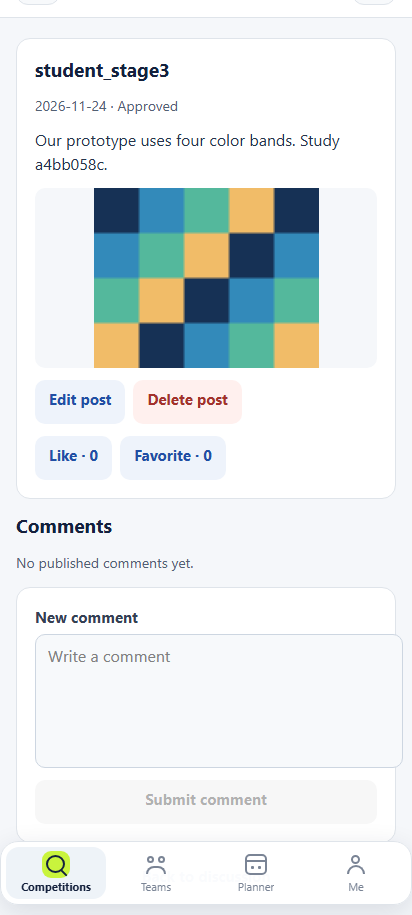 student_stage3
2026-11-24 · Approved
Our prototype uses four color bands. Study
a4bb058c.
Edit post
Delete post
Like · 0
Favorite · 0
Comments
No published comments yet.
New comment
Write a comment
Submit comment
Competitions
Teams
Planner
Me